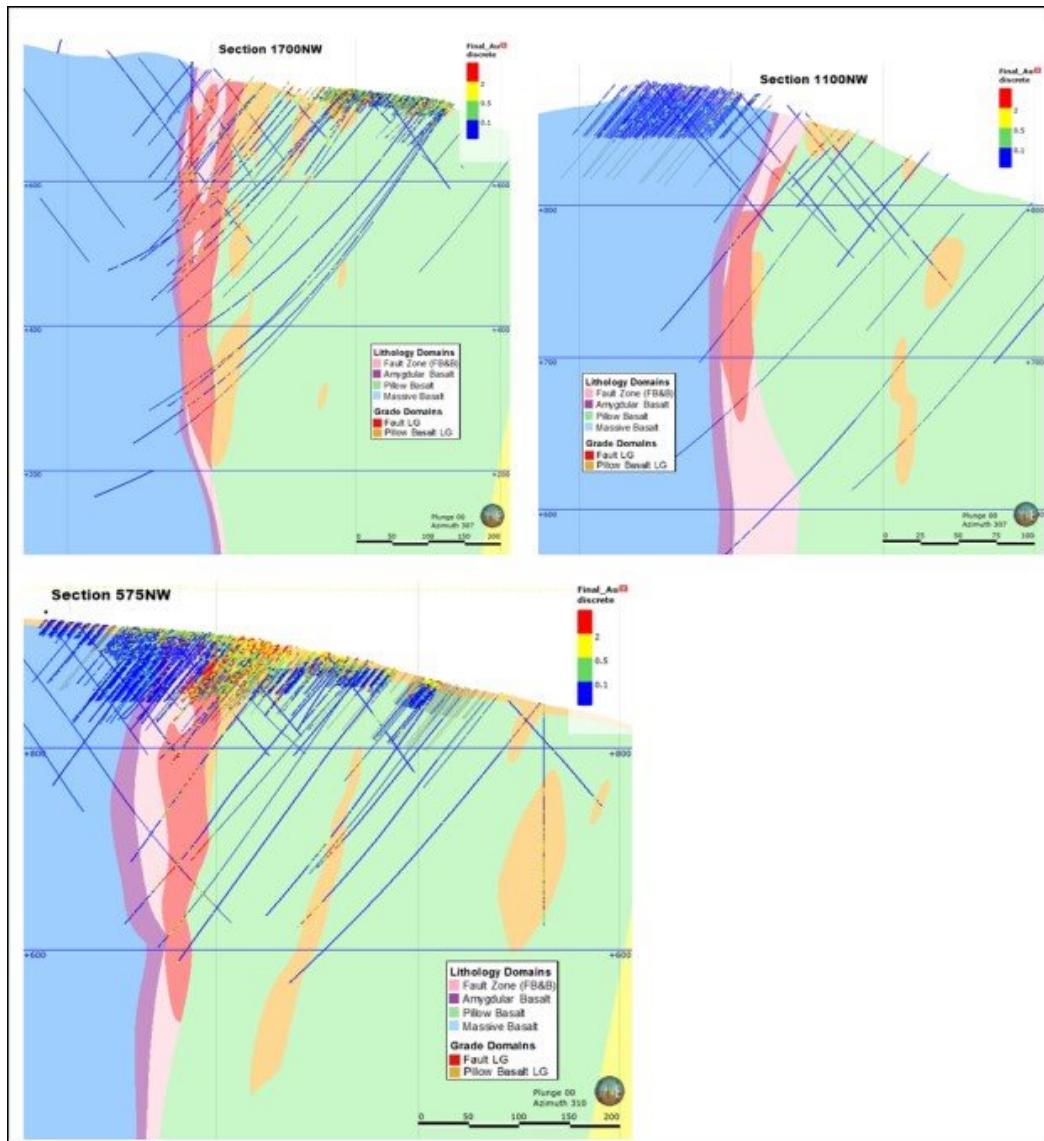 Section 1700NW
Final_Au
discrete
2
0.5
0.1
+600
+600
+400
+400
Lithology Domains
Fault Zone (FB&B)
Amygdular Basalt
Pillow Basalt
Massive Basalt
Grade Domains
Fault LG
Pillow Basalt LG
+200
+200
Plunge 00
Azimuth 307
0 50 100 150 200
Section 1100NW
Final_Au
discrete
2
0.5
0.1
+800
+700
Lithology Domains
Fault Zone (FB&B)
Amygdular Basalt
Pillow Basalt
Massive Basalt
Grade Domains
Fault LG
Pillow Basalt LG
+600
Plunge 00
Azimuth 307
0 25 50 75 100
Section 575NW
Final_Au
discrete
2
0.5
0.1
+800
+800
+600
+600
Lithology Domains
Fault Zone (FB&B)
Amygdular Basalt
Pillow Basalt
Massive Basalt
Grade Domains
Fault LG
Pillow Basalt LG
Plunge 00
Azimuth 310
0 50 100 150 200